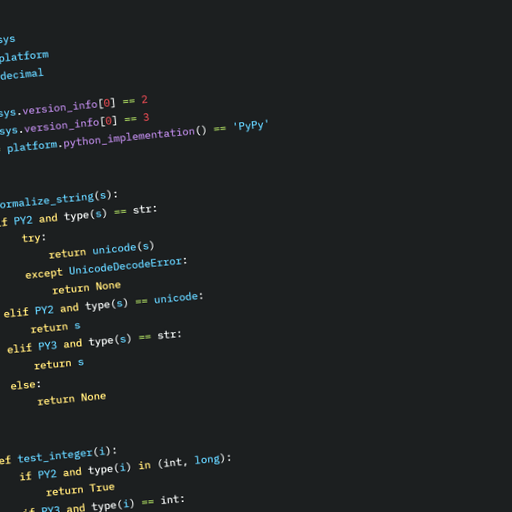 sys
platform
decimal
sys.version_info[0] == 2
sys.version_info[0] == 3
platform.python_implementation() == 'PyPy'
ormalize_string(s):
if PY2 and type(s) == str:
try:
return unicode(s)
except UnicodeDecodeError:
return None
elif PY2 and type(s) == unicode:
return s
elif PY3 and type(s) == str:
return s
else:
return None
ef test_integer(i):
if PY2 and type(i) in (int, long):
return True
if PY3 and type(i) == int: